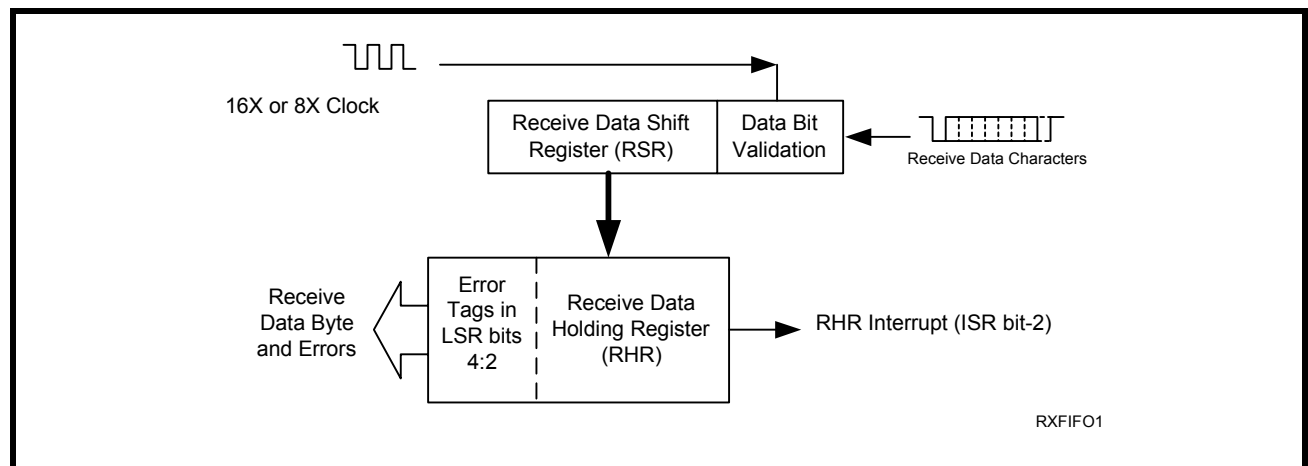 16X or 8X Clock
Receive Data Shift
Register (RSR)
Data Bit
Validation
Receive Data Characters
Receive
Data Byte
and Errors
Error
Tags in
LSR bits
4:2
Receive Data
Holding Register
(RHR)
RHR Interrupt (ISR bit-2)
RXFIFO1